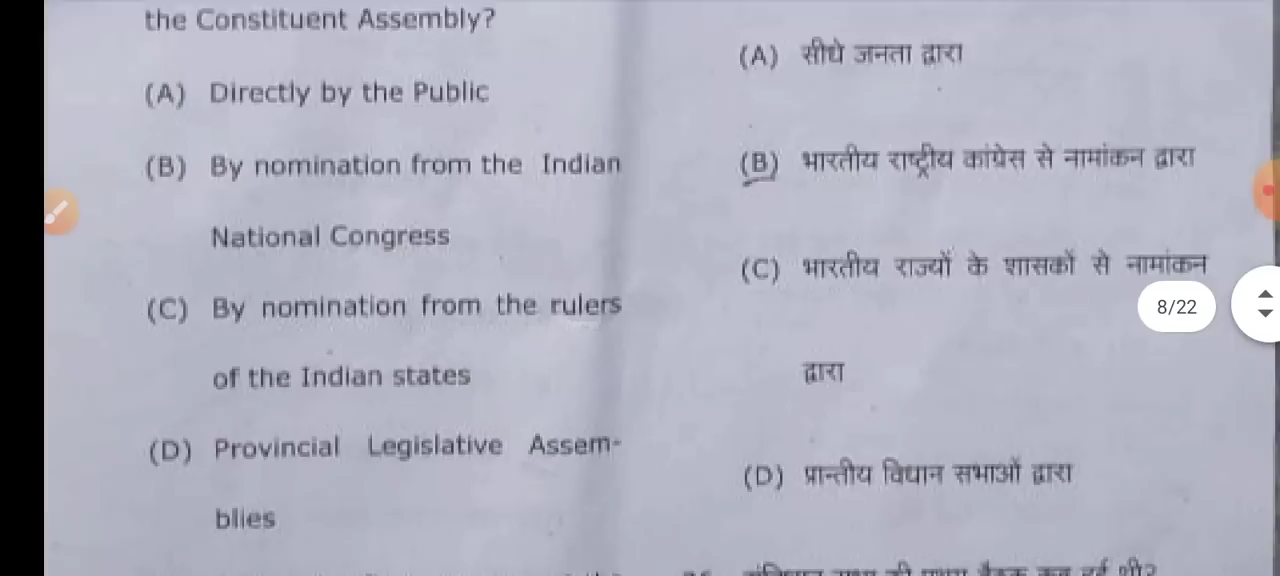 the Constituent Assembly?
(A) Directly by the Public
(B) By nomination from the Indian
National Congress
(C) By nomination from the rulers
of the Indian states
(D) Provincial Legislative Assem-
blies
(A) सीधे जनता द्वारा
(B) भारतीय राष्ट्रीय कांग्रेस से नामांकन द्वारा
(C) भारतीय राज्यों के शासकों से नामांकन
द्वारा
(D) प्रान्तीय विधान सभाओं द्वारा
8/22